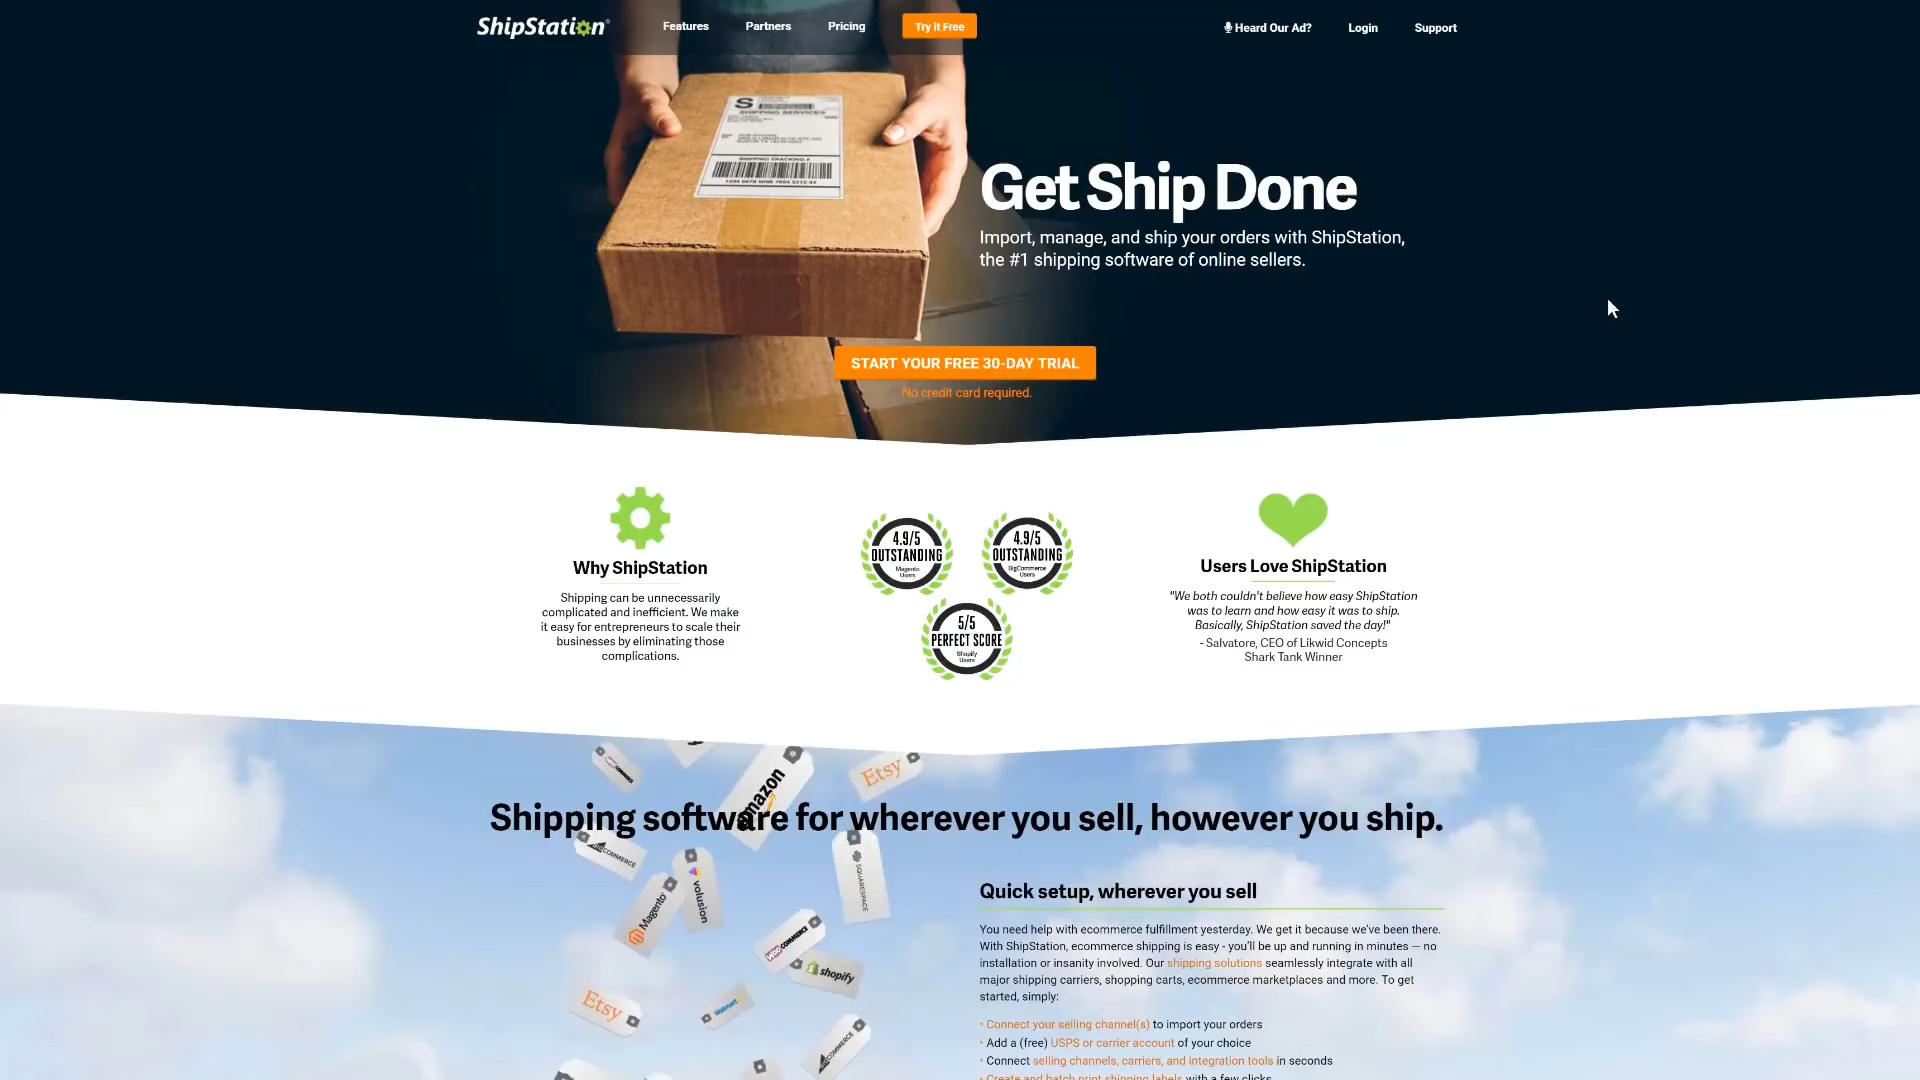 ShipStation®
Features
Partners
Pricing
Try it Free
Heard Our Ad?
Login
Support
S
SHIPPING SERVICE®
SHIPPING TRACKING #
Get Ship Done
Import, manage, and ship your orders with ShipStation,
the #1 shipping software of online sellers.
START YOUR FREE 30-DAY TRIAL
No credit card required.
Why ShipStation
Shipping can be unnecessarily
complicated and inefficient. We make
it easy for entrepreneurs to scale their
businesses by eliminating those
complications.
4.9/5
OUTSTANDING
Magento
Users
4.9/5
OUTSTANDING
BigCommerce
Users
5/5
PERFECT SCORE
Shopify
Users
Users Love ShipStation
"We both couldn't believe how easy ShipStation
was to learn and how easy it was to ship.
Basically, ShipStation saved the day!"
- Salvatore, CEO of Likwid Concepts
Shark Tank Winner
WOOCOMMERCE
amazon
Etsy
Shipping software for wherever you sell, however you ship.
SQUARESPACE
volusion
Magento
WOOCOMMERCE
shopify
Etsy
Walmart
Quick setup, wherever you sell
You need help with ecommerce fulfillment yesterday. We get it because we've been there.
With ShipStation, ecommerce shipping is easy - you'll be up and running in minutes — no
installation or insanity involved. Our shipping solutions seamlessly integrate with all
major shipping carriers, shopping carts, ecommerce marketplaces and more. To get
started, simply:
• Connect your selling channel(s) to import your orders
• Add a (free) USPS or carrier account of your choice
• Connect selling channels, carriers, and integration tools in seconds
• Create and batch print shipping labels with a few clicks